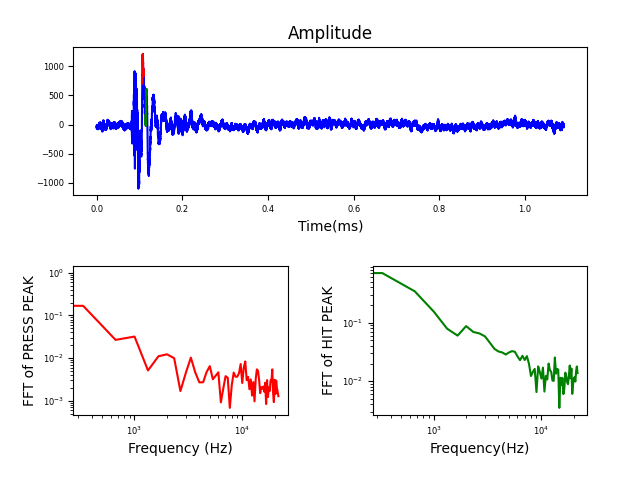 Amplitude
1000
500
0
−500
−1000
0.0 0.2 0.4 0.6 0.8 1.0
Time(ms)
FFT of PRESS PEAK
10⁰
10⁻¹
10⁻²
10⁻³
10³ 10⁴
Frequency (Hz)
FFT of HIT PEAK
10⁻¹
10⁻²
10³ 10⁴
Frequency(Hz)